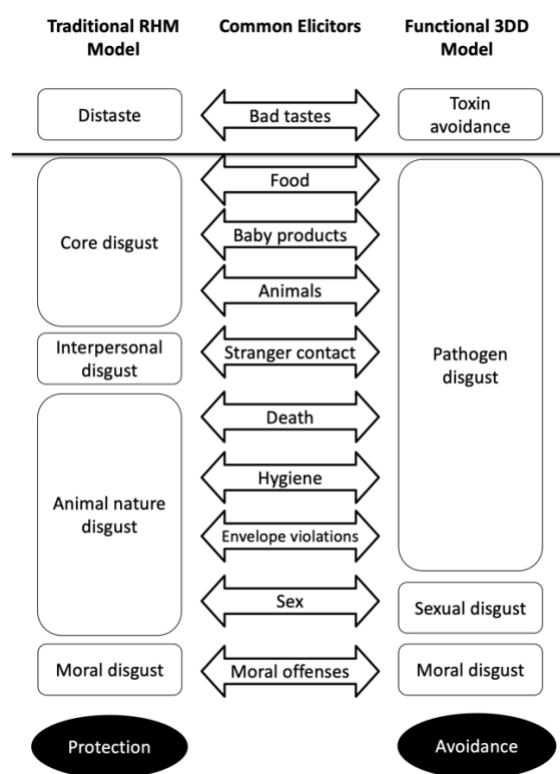 Traditional RHM
Model
Common Elicitors
Functional 3DD
Model
Distaste
Bad tastes
Toxin
avoidance
Core disgust
Food
Baby products
Animals
Interpersonal
disgust
Stranger contact
Pathogen
disgust
Animal nature
disgust
Death
Hygiene
Envelope violations
Sex
Sexual disgust
Moral disgust
Moral offenses
Moral disgust
Protection
Avoidance